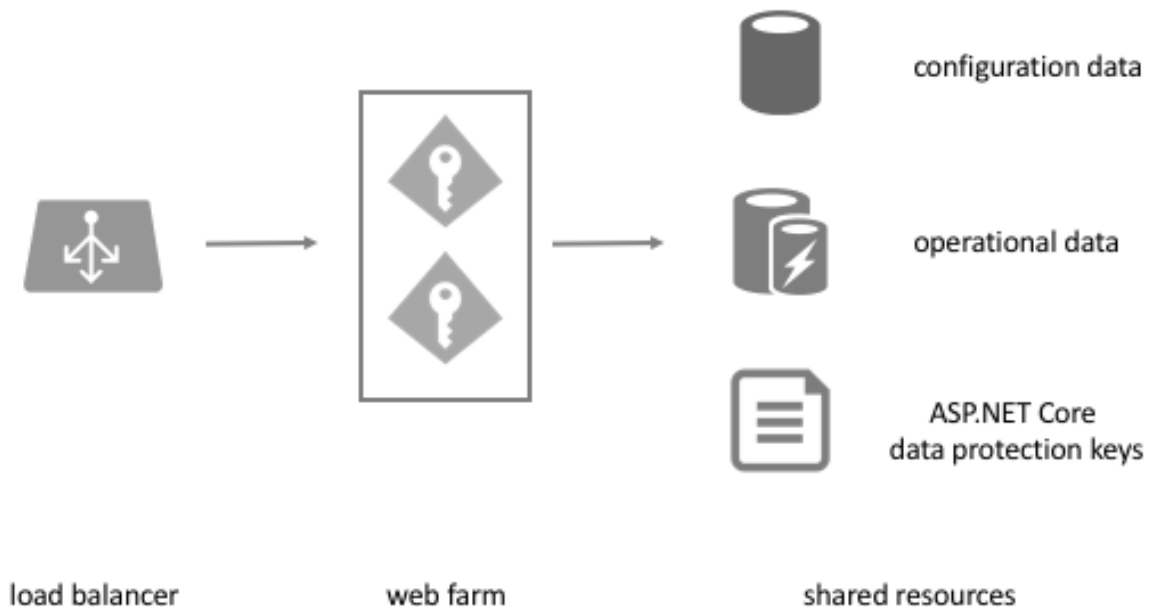 configuration data
operational data
ASP.NET Core
data protection keys
load balancer
web farm
shared resources